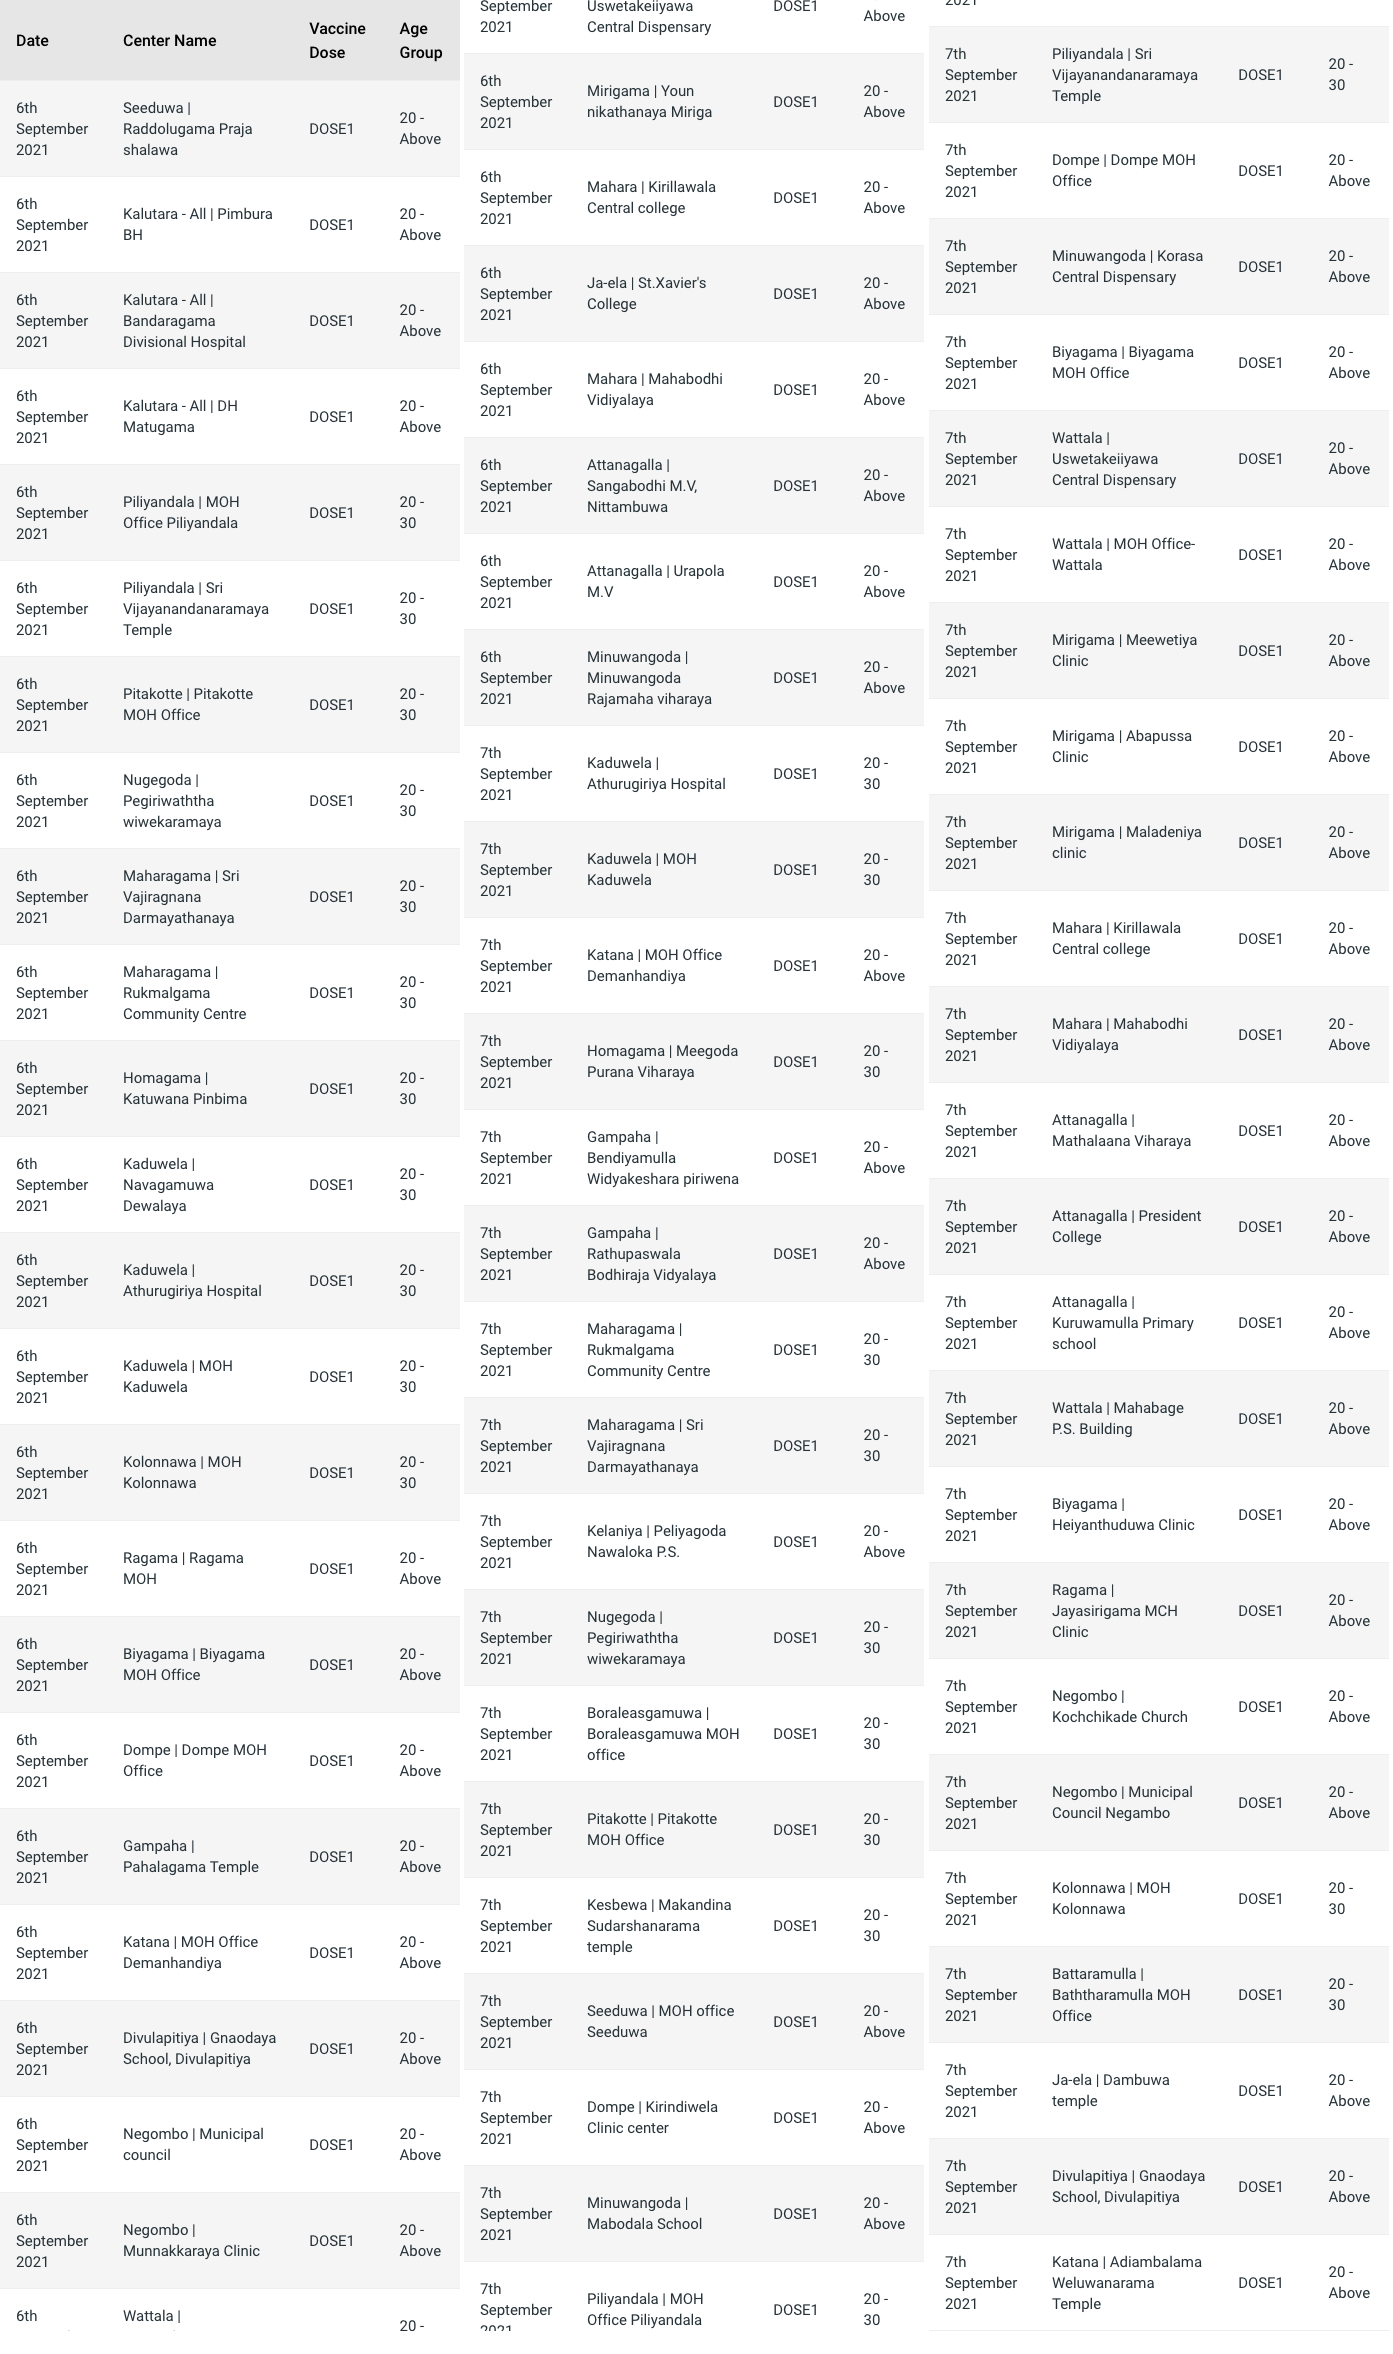 Date
Center Name
Vaccine
Dose
Age
Group
6th
September
2021
Seeduwa |
Raddolugama Praja
shalawa
DOSE1
20 -
Above
6th
September
2021
Kalutara - All | Pimbura
BH
DOSE1
20 -
Above
6th
September
2021
Kalutara - All |
Bandaragama
Divisional Hospital
DOSE1
20 -
Above
6th
September
2021
Kalutara - All | DH
Matugama
DOSE1
20 -
Above
6th
September
2021
Piliyandala | MOH
Office Piliyandala
DOSE1
20 -
30
6th
September
2021
Piliyandala | Sri
Vijayanandanaramaya
Temple
DOSE1
20 -
30
6th
September
2021
Pitakotte | Pitakotte
MOH Office
DOSE1
20 -
30
6th
September
2021
Nugegoda |
Pegiriwaththa
wiwekaramaya
DOSE1
20 -
30
6th
September
2021
Maharagama | Sri
Vajiragnana
Darmayathanaya
DOSE1
20 -
30
6th
September
2021
Maharagama |
Rukmalgama
Community Centre
DOSE1
20 -
30
6th
September
2021
Homagama |
Katuwana Pinbima
DOSE1
20 -
30
6th
September
2021
Kaduwela |
Navagamuwa
Dewalaya
DOSE1
20 -
30
6th
September
2021
Kaduwela |
Athurugiriya Hospital
DOSE1
20 -
30
6th
September
2021
Kaduwela | MOH
Kaduwela
DOSE1
20 -
30
6th
September
2021
Kolonnawa | MOH
Kolonnawa
DOSE1
20 -
30
6th
September
2021
Ragama | Ragama
MOH
DOSE1
20 -
Above
6th
September
2021
Biyagama | Biyagama
MOH Office
DOSE1
20 -
Above
6th
September
2021
Dompe | Dompe MOH
Office
DOSE1
20 -
Above
6th
September
2021
Gampaha |
Pahalagama Temple
DOSE1
20 -
Above
6th
September
2021
Katana | MOH Office
Demanhandiya
DOSE1
20 -
Above
6th
September
2021
Divulapitiya | Gnaodaya
School, Divulapitiya
DOSE1
20 -
Above
6th
September
2021
Negombo | Municipal
council
DOSE1
20 -
Above
6th
September
2021
Negombo |
Munnakkaraya Clinic
DOSE1
20 -
Above
6th
Wattala |
20 -
September
2021
Uswetakeiiyawa
Central Dispensary
DOSE1
Above
6th
September
2021
Mirigama | Youn
nikathanaya Miriga
DOSE1
20 -
Above
6th
September
2021
Mahara | Kirillawala
Central college
DOSE1
20 -
Above
6th
September
2021
Ja-ela | St.Xavier's
College
DOSE1
20 -
Above
6th
September
2021
Mahara | Mahabodhi
Vidiyalaya
DOSE1
20 -
Above
6th
September
2021
Attanagalla |
Sangabodhi M.V,
Nittambuwa
DOSE1
20 -
Above
6th
September
2021
Attanagalla | Urapola
M.V
DOSE1
20 -
Above
6th
September
2021
Minuwangoda |
Minuwangoda
Rajamaha viharaya
DOSE1
20 -
Above
7th
September
2021
Kaduwela |
Athurugiriya Hospital
DOSE1
20 -
30
7th
September
2021
Kaduwela | MOH
Kaduwela
DOSE1
20 -
30
7th
September
2021
Katana | MOH Office
Demanhandiya
DOSE1
20 -
Above
7th
September
2021
Homagama | Meegoda
Purana Viharaya
DOSE1
20 -
30
7th
September
2021
Gampaha |
Bendiyamulla
Widyakeshara piriwena
DOSE1
20 -
Above
7th
September
2021
Gampaha |
Rathupaswala
Bodhiraja Vidyalaya
DOSE1
20 -
Above
7th
September
2021
Maharagama |
Rukmalgama
Community Centre
DOSE1
20 -
30
7th
September
2021
Maharagama | Sri
Vajiragnana
Darmayathanaya
DOSE1
20 -
30
7th
September
2021
Kelaniya | Peliyagoda
Nawaloka P.S.
DOSE1
20 -
Above
7th
September
2021
Nugegoda |
Pegiriwaththa
wiwekaramaya
DOSE1
20 -
30
7th
September
2021
Boraleasgamuwa |
Boraleasgamuwa MOH
office
DOSE1
20 -
30
7th
September
2021
Pitakotte | Pitakotte
MOH Office
DOSE1
20 -
30
7th
September
2021
Kesbewa | Makandina
Sudarshanarama
temple
DOSE1
20 -
30
7th
September
2021
Seeduwa | MOH office
Seeduwa
DOSE1
20 -
Above
7th
September
2021
Dompe | Kirindiwela
Clinic center
DOSE1
20 -
Above
7th
September
2021
Minuwangoda |
Mabodala School
DOSE1
20 -
Above
7th
September
2021
Piliyandala | MOH
Office Piliyandala
DOSE1
20 -
30
2021
7th
September
2021
Piliyandala | Sri
Vijayanandanaramaya
Temple
DOSE1
20 -
30
7th
September
2021
Dompe | Dompe MOH
Office
DOSE1
20 -
Above
7th
September
2021
Minuwangoda | Korasa
Central Dispensary
DOSE1
20 -
Above
7th
September
2021
Biyagama | Biyagama
MOH Office
DOSE1
20 -
Above
7th
September
2021
Wattala |
Uswetakeiiyawa
Central Dispensary
DOSE1
20 -
Above
7th
September
2021
Wattala | MOH Office-
Wattala
DOSE1
20 -
Above
7th
September
2021
Mirigama | Meewetiya
Clinic
DOSE1
20 -
Above
7th
September
2021
Mirigama | Abapussa
Clinic
DOSE1
20 -
Above
7th
September
2021
Mirigama | Maladeniya
clinic
DOSE1
20 -
Above
7th
September
2021
Mahara | Kirillawala
Central college
DOSE1
20 -
Above
7th
September
2021
Mahara | Mahabodhi
Vidiyalaya
DOSE1
20 -
Above
7th
September
2021
Attanagalla |
Mathalaana Viharaya
DOSE1
20 -
Above
7th
September
2021
Attanagalla | President
College
DOSE1
20 -
Above
7th
September
2021
Attanagalla |
Kuruwamulla Primary
school
DOSE1
20 -
Above
7th
September
2021
Wattala | Mahabage
P.S. Building
DOSE1
20 -
Above
7th
September
2021
Biyagama |
Heiyanthuduwa Clinic
DOSE1
20 -
Above
7th
September
2021
Ragama |
Jayasirigama MCH
Clinic
DOSE1
20 -
Above
7th
September
2021
Negombo |
Kochchikade Church
DOSE1
20 -
Above
7th
September
2021
Negombo | Municipal
Council Negambo
DOSE1
20 -
Above
7th
September
2021
Kolonnawa | MOH
Kolonnawa
DOSE1
20 -
30
7th
September
2021
Battaramulla |
Baththaramulla MOH
Office
DOSE1
20 -
30
7th
September
2021
Ja-ela | Dambuwa
temple
DOSE1
20 -
Above
7th
September
2021
Divulapitiya | Gnaodaya
School, Divulapitiya
DOSE1
20 -
Above
7th
September
2021
Katana | Adiambalama
Weluwanarama
Temple
DOSE1
20 -
Above